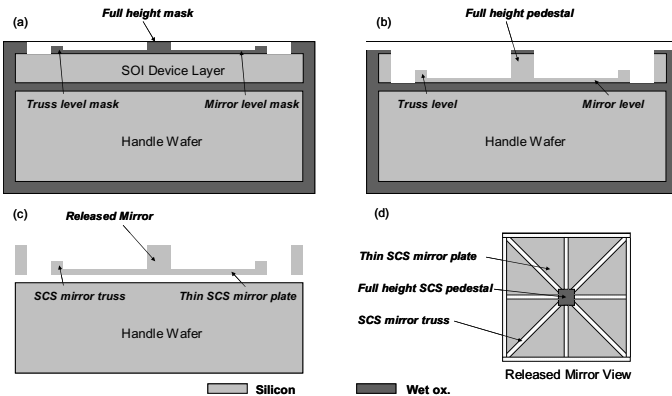 (a)
Full height mask
SOI Device Layer
Truss level mask
Mirror level mask
Handle Wafer
(b)
Full height pedestal
Truss level
Mirror level
Handle Wafer
(c)
Released Mirror
SCS mirror truss
Thin SCS mirror plate
Handle Wafer
(d)
Thin SCS mirror plate
Full height SCS pedestal
SCS mirror truss
Released Mirror View
Silicon
Wet ox.